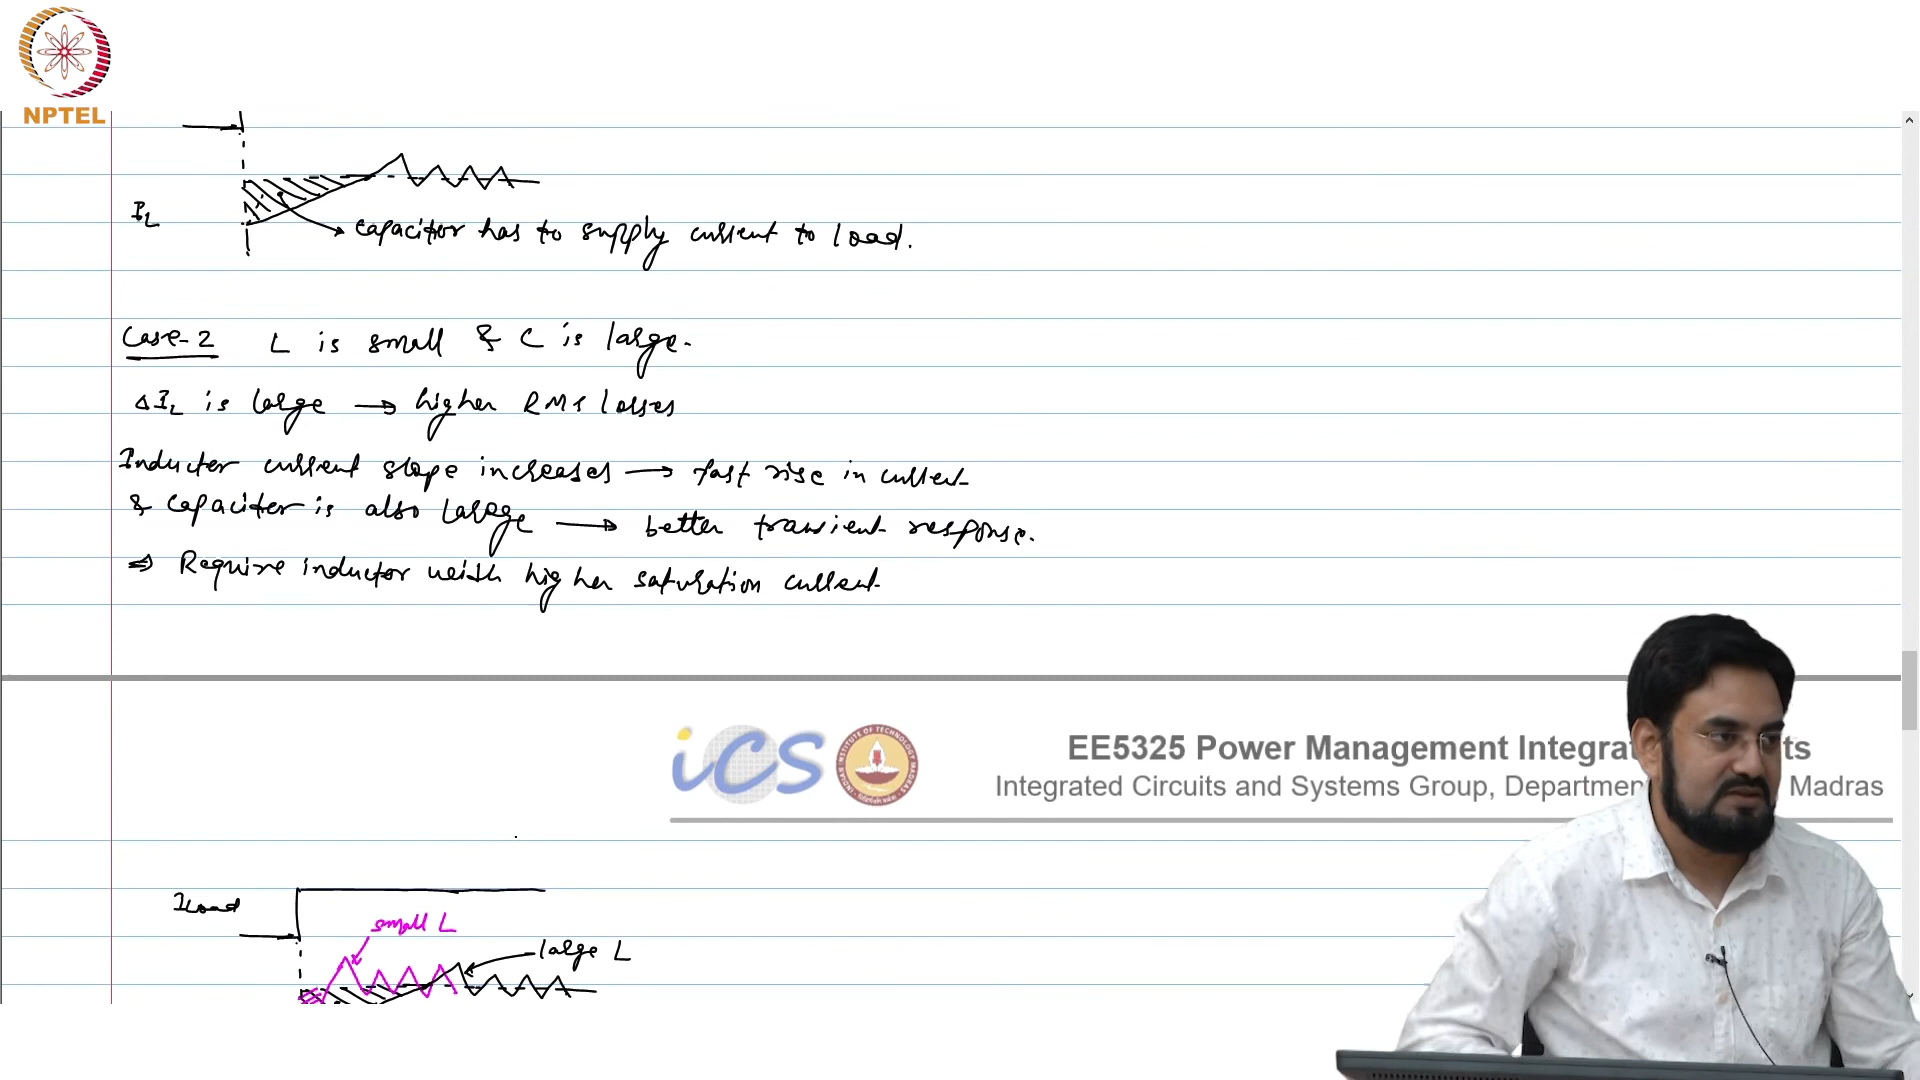 NPTEL
IL
capacitor has to supply current to load.
Case-2 L is small & C is large.
ΔIL is large → higher RMS losses
Inductor current slope increases → fast rise in current
& capacitor is also large → better transient response.
⇒ Require inductor with higher saturation current
ics
EE5325 Power Management Integrat ts
Integrated Circuits and Systems Group, Departmen Madras
Iload
small L
large L